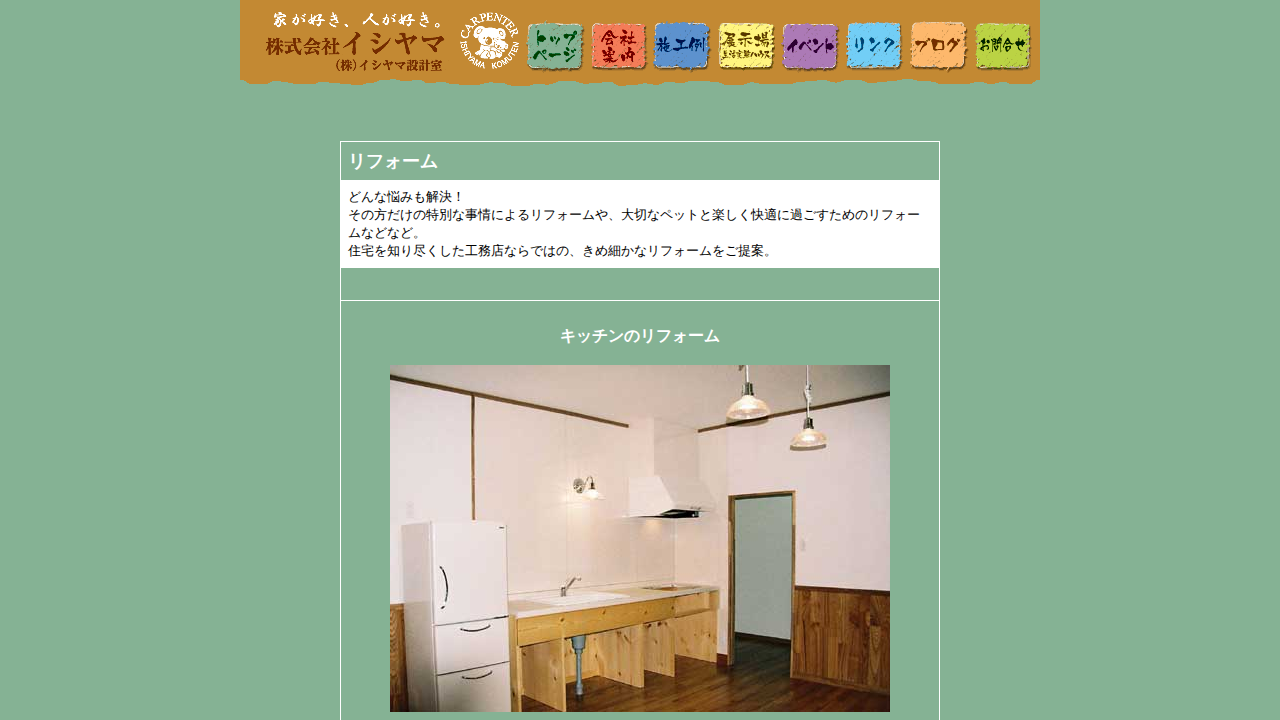 家が好き、人が好き。
株式会社イシヤマ
(株)イシヤマ設計室
CARPENTER
ISHIYAMA KOMUTEN
トップ
ページ
会社
案内
施工例
展示場
生活実験ハウス
イベント
リンク
ブログ
お問合せ
リフォーム
どんな悩みも解決！
その方だけの特別な事情によるリフォームや、大切なペットと楽しく快適に過ごすためのリフォー
ムなどなど。
住宅を知り尽くした工務店ならではの、きめ細かなリフォームをご提案。
キッチンのリフォーム